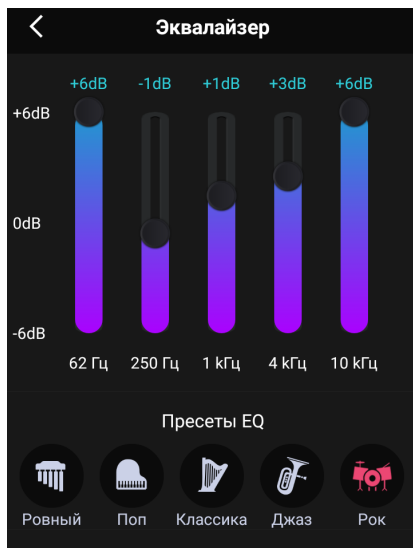 Эквалайзер
+6dB -1dB +1dB +3dB +6dB
+6dB
0dB
-6dB
62 Гц 250 Гц 1 kГц 4 kГц 10 kГц
Пресеты EQ
Ровный Поп Классика Джаз Рок